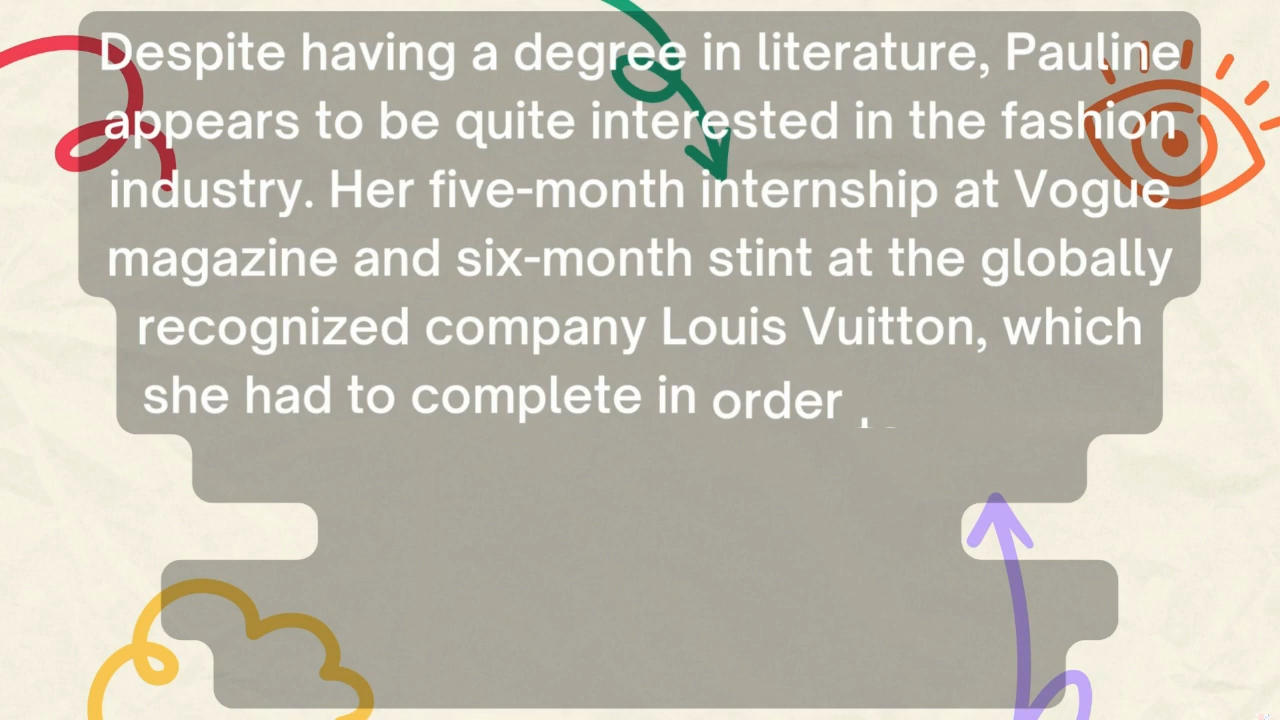 Despite having a degree in literature, Pauline
appears to be quite interested in the fashion
industry. Her five-month internship at Vogue
magazine and six-month stint at the globally
recognized company Louis Vuitton, which
she had to complete in order